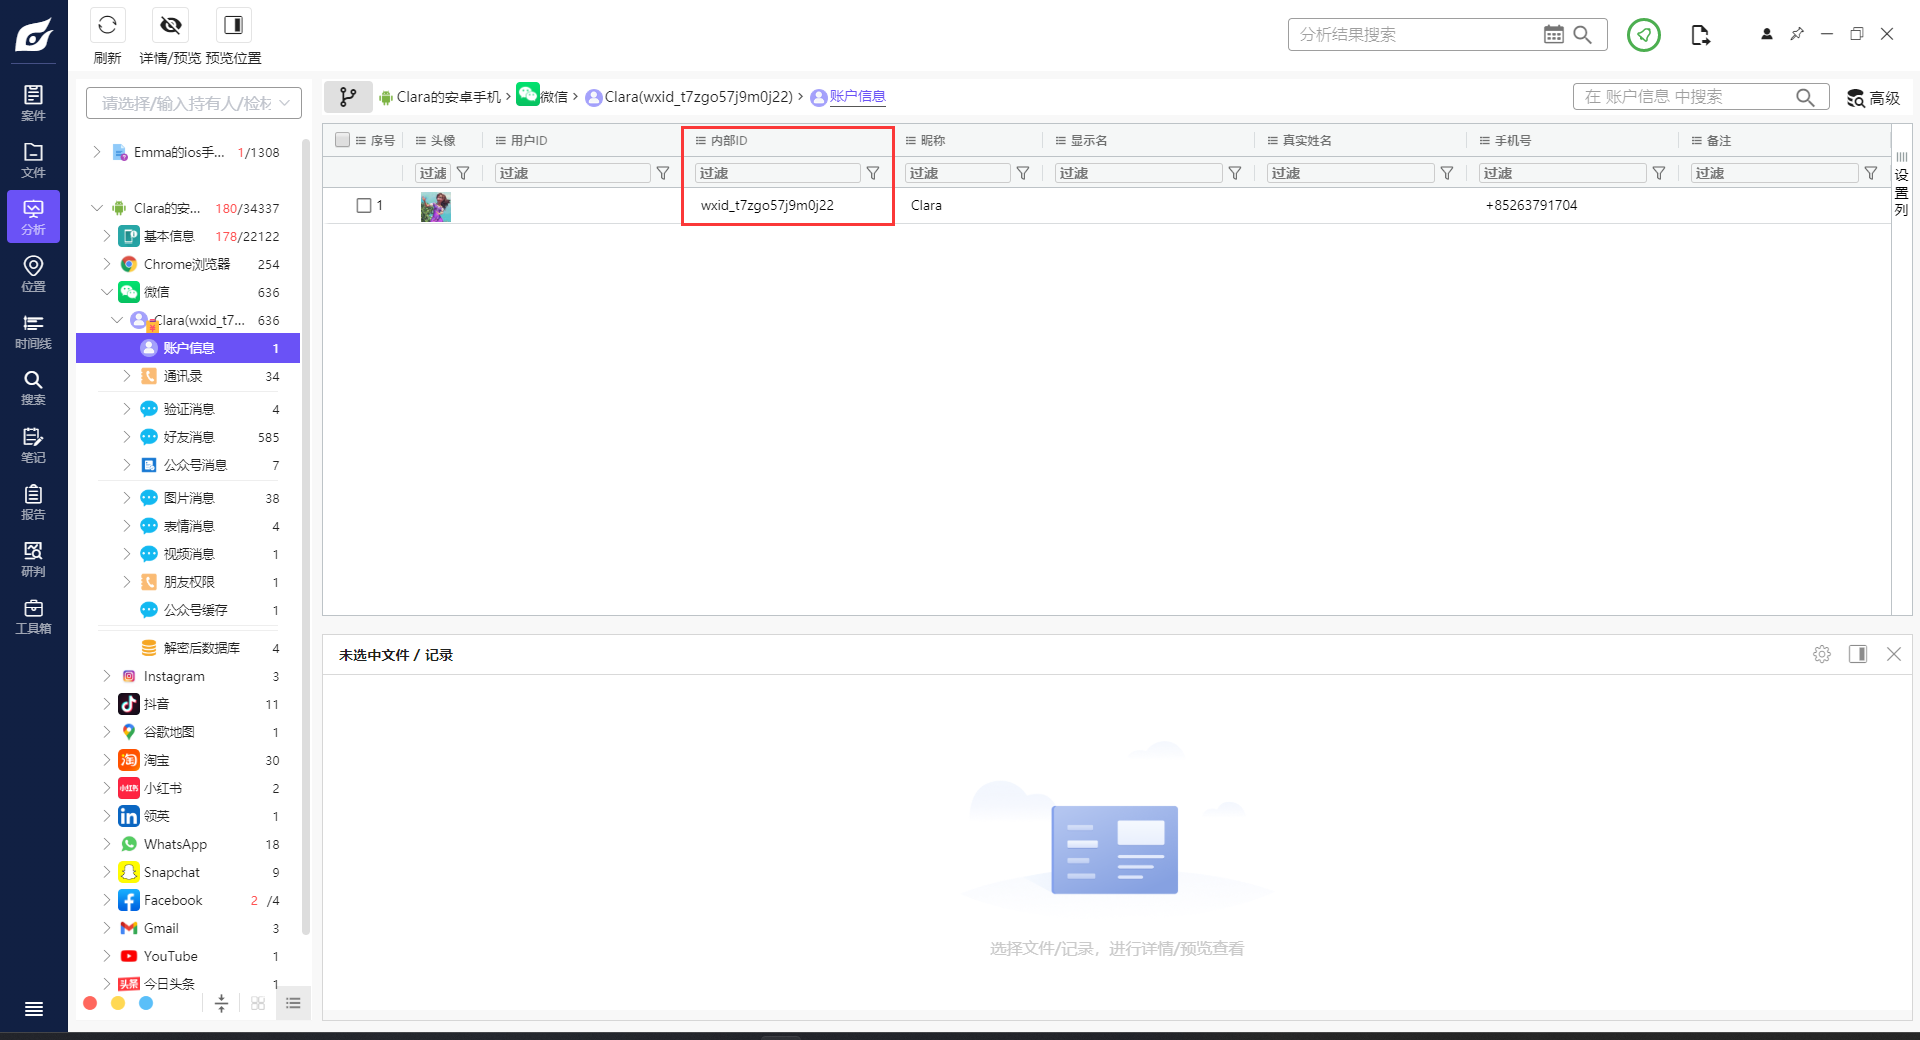 刷新 详情/预览 预览位置
分析结果搜索
案件
文件
分析
位置
时间线
搜索
笔记
报告
研判
工具箱
请选择/输入持有人/检材
Emma的ios手... 1/1308
Clara的安... 180/34337
基本信息 178/22122
Chrome浏览器 254
微信 636
Clara(wxid_t7... 636
账户信息 1
通讯录 34
验证消息 4
好友消息 585
公众号消息 7
图片消息 38
表情消息 4
视频消息 1
朋友权限 1
公众号缓存 1
解密后数据库 4
Instagram 3
抖音 11
谷歌地图 1
淘宝 30
小红书 2
领英 1
WhatsApp 18
Snapchat 9
Facebook 2 /4
Gmail 3
YouTube 1
头条 今日头条 1
Clara的安卓手机 微信 Clara(wxid_t7zgo57j9m0j22) 账户信息
在 账户信息 中搜索 高级
序号 头像 用户ID 内部ID 昵称 显示名 真实姓名 手机号 备注
过滤 过滤 过滤 过滤 过滤 过滤 过滤 过滤
1 wxid_t7zgo57j9m0j22 Clara +85263791704
设置列
未选中文件 / 记录
选择文件/记录，进行详情/预览查看